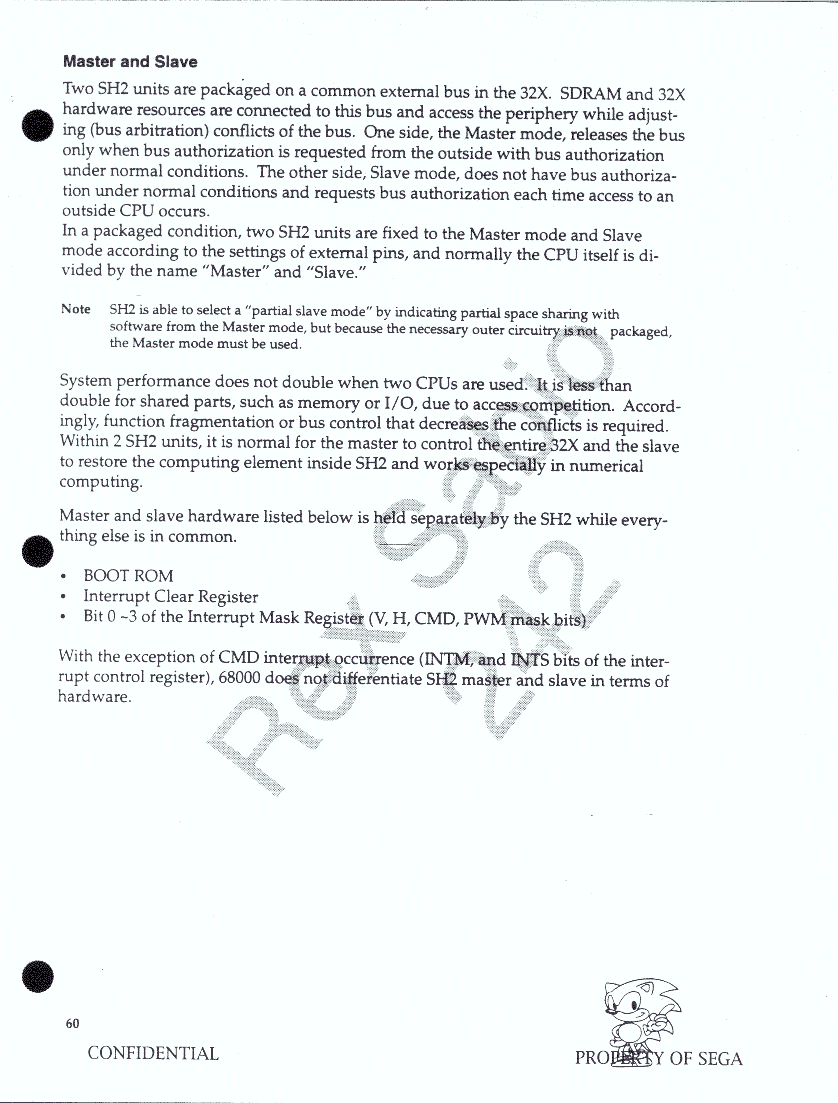 Master and Slave
Two SH2 units are packaged on a common external bus in the 32X. SDRAM and 32X
hardware resources are connected to this bus and access the periphery while adjust-
ing (bus arbitration) conflicts of the bus. One side, the Master mode, releases the bus
only when bus authorization is requested from the outside with bus authorization
under normal conditions. The other side, Slave mode, does not have bus authoriza-
tion under normal conditions and requests bus authorization each time access to an
outside CPU occurs.
In a packaged condition, two SH2 units are fixed to the Master mode and Slave
mode according to the settings of external pins, and normally the CPU itself is di-
vided by the name "Master" and "Slave."
Note SH2 is able to select a "partial slave mode" by indicating partial space sharing with
software from the Master mode, but because the necessary outer circuitry is not packaged,
the Master mode must be used.
System performance does not double when two CPUs are used. It is less than
double for shared parts, such as memory or I/O, due to access competition. Accord-
ingly, function fragmentation or bus control that decreases the conflicts is required.
Within 2 SH2 units, it is normal for the master to control the entire 32X and the slave
to restore the computing element inside SH2 and works especially in numerical
computing.
Master and slave hardware listed below is held separately by the SH2 while every-
thing else is in common.
• BOOT ROM
• Interrupt Clear Register
• Bit 0 ~3 of the Interrupt Mask Register (V, H, CMD, PWM mask bits)
With the exception of CMD interrupt occurrence (INTM, and INTS bits of the inter-
rupt control register), 68000 does not differentiate SH2 master and slave in terms of
hardware.
Rex Sabio
242
60
CONFIDENTIAL
PROPERTY OF SEGA